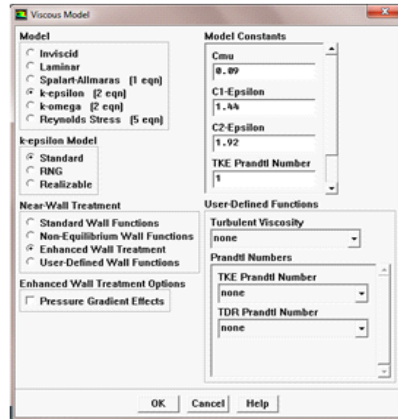 Viscous Model
Model
Inviscid
Laminar
Spalart-Allmaras (1 eqn)
k-epsilon (2 eqn)
k-omega (2 eqn)
Reynolds Stress (5 eqn)
k-epsilon Model
Standard
RNG
Realizable
Near-Wall Treatment
Standard Wall Functions
Non-Equilibrium Wall Functions
Enhanced Wall Treatment
User-Defined Wall Functions
Enhanced Wall Treatment Options
Pressure Gradient Effects
Model Constants
Cmu
0.09
C1-Epsilon
1.44
C2-Epsilon
1.92
TKE Prandtl Number
1
User-Defined Functions
Turbulent Viscosity
none
Prandtl Numbers
TKE Prandtl Number
none
TDR Prandtl Number
none
OK Cancel Help